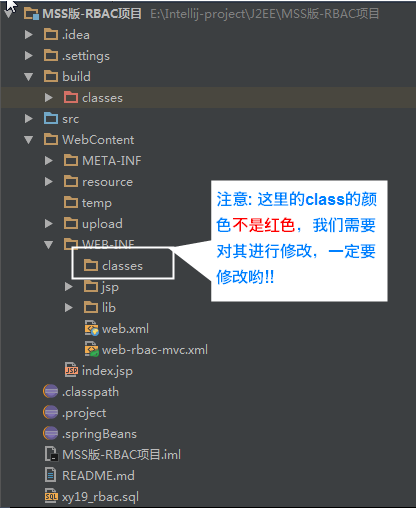 MSS版-RBAC项目 E:\Intellij-project\J2EE\MSS版-RBAC项目
.idea
.settings
build
classes
src
WebContent
META-INF
resource
temp
upload
WEB-INF
classes
jsp
lib
web.xml
web-rbac-mvc.xml
index.jsp
.classpath
.project
.springBeans
MSS版-RBAC项目.iml
README.md
xy19_rbac.sql
注意: 这里的class的颜
色不是红色，我们需要
对其进行修改，一定要
修改哟!!